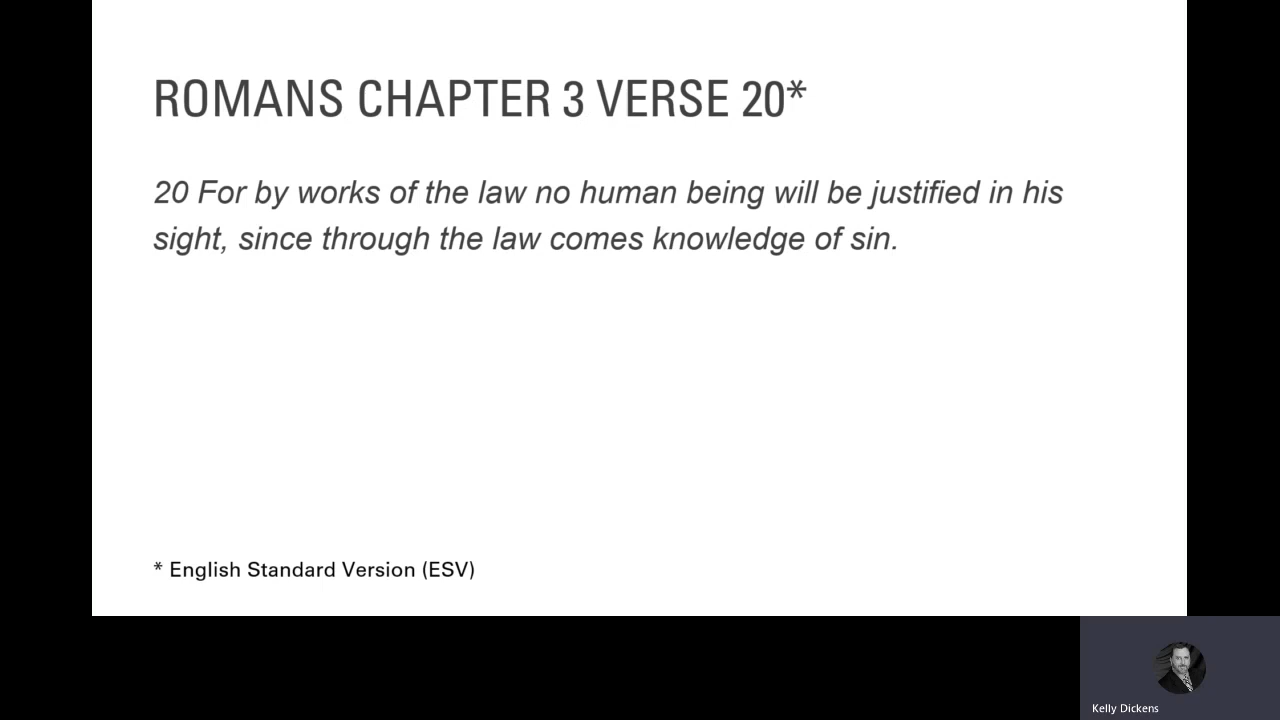 ROMANS CHAPTER 3 VERSE 20*
20 For by works of the law no human being will be justified in his
sight, since through the law comes knowledge of sin.
* English Standard Version (ESV)
Kelly Dickens